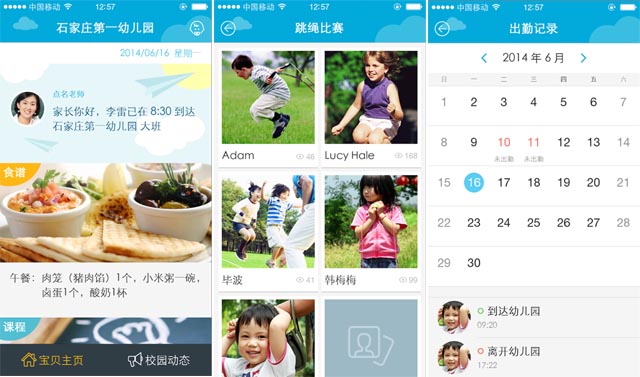 中国移动 12:57
石家庄第一幼儿园
2014/06/16 星期一
点名老师
家长你好，李雷已在 8:30 到达
石家庄第一幼儿园 大班
食谱
午餐：肉笼（猪肉馅）1个，小米粥一碗，
卤蛋1个，酸奶1杯
课程
宝贝主页 校园动态
中国移动 12:57
跳绳比赛
Adam 48
Lucy Hale 168
毕波 41
韩梅梅 99
中国移动 12:57
出勤记录
2014 年 6 月
日 一 二 三 四 五 六
1 2 3 4 5 6 7
8 9 10 11 12 13 14
未出勤 未出勤
15 16 17 18 19 20 21
22 23 24 25 26 27 28
29 30
到达幼儿园
09:20
离开幼儿园
17:22